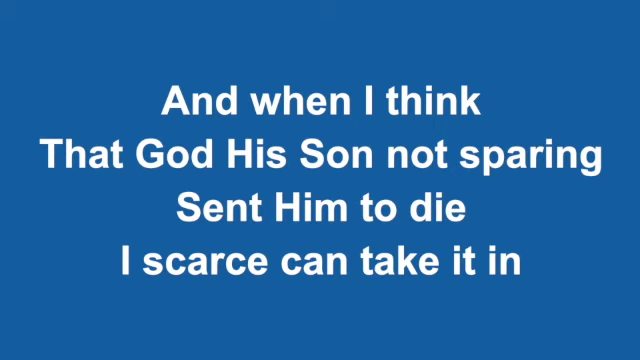 And when I think
That God His Son not sparing
Sent Him to die
I scarce can take it in